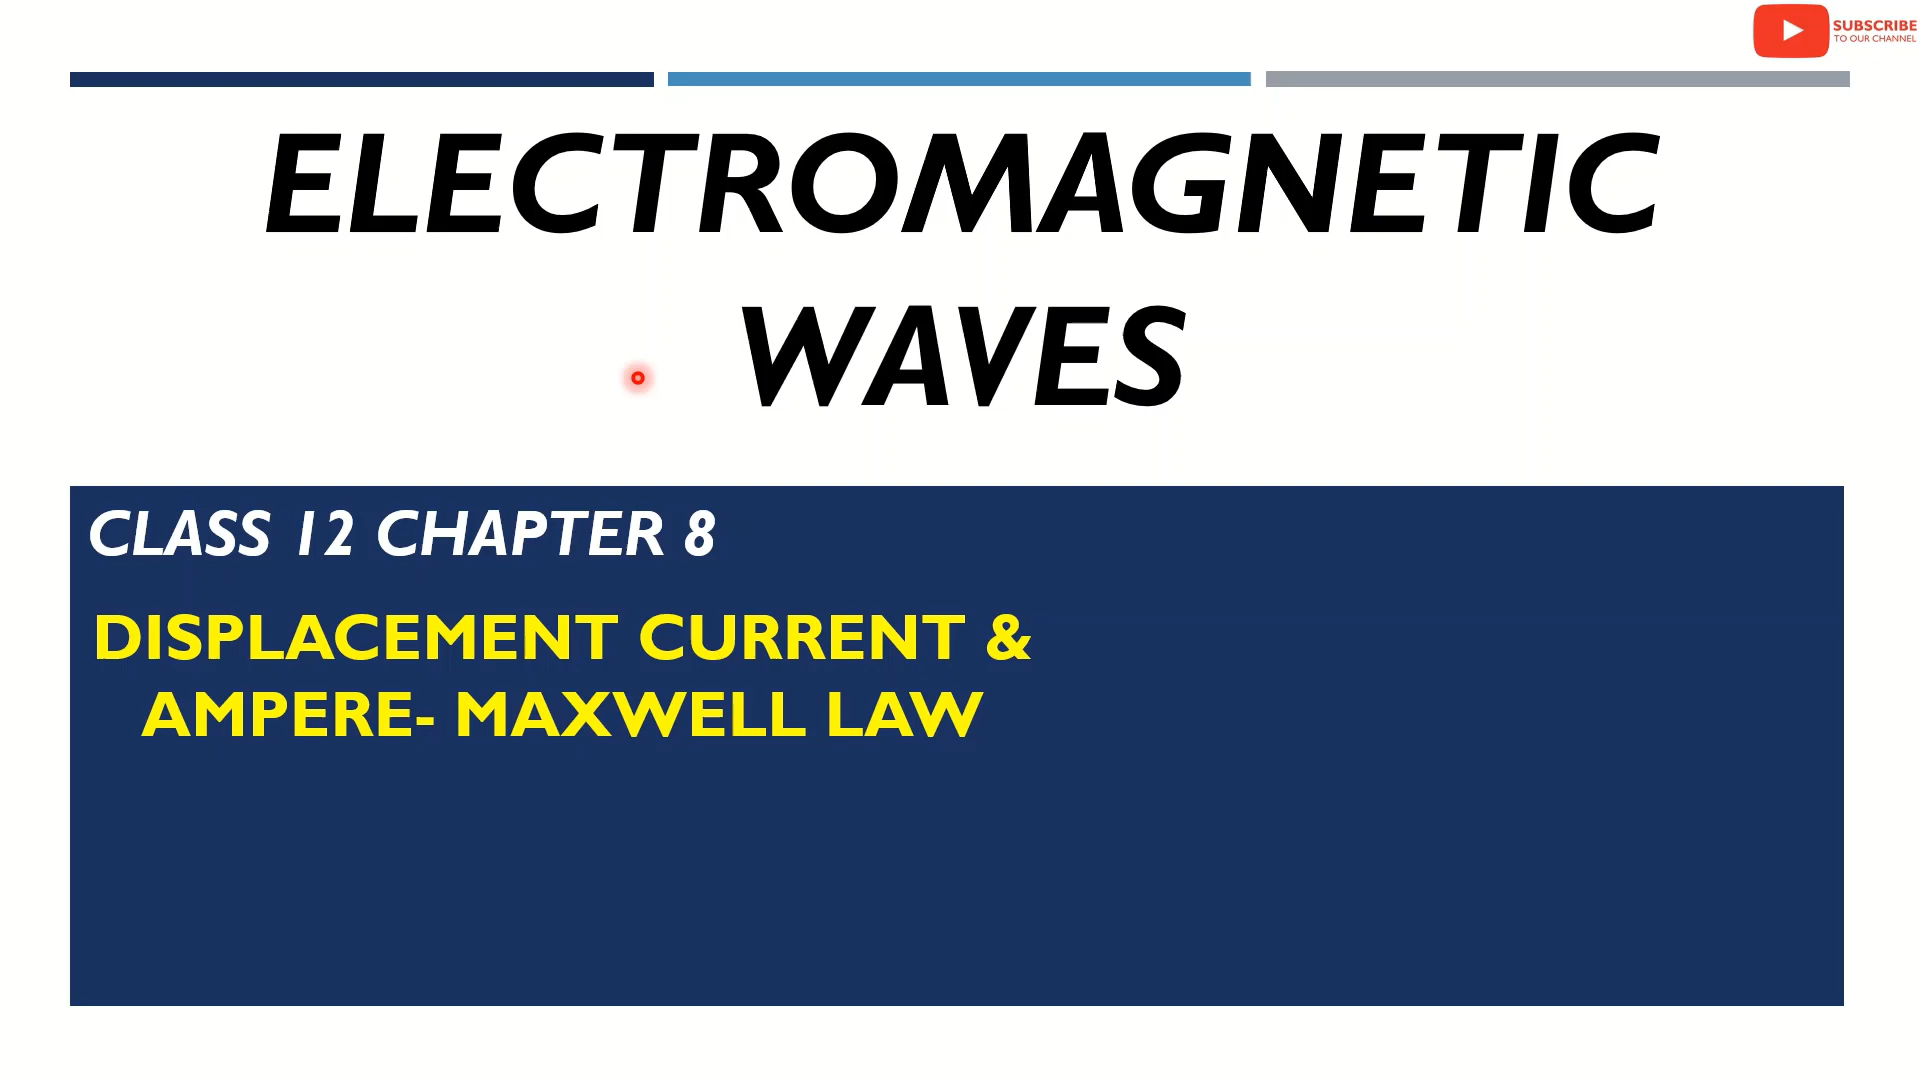 SUBSCRIBE
TO OUR CHANNEL
ELECTROMAGNETIC
WAVES
CLASS 12 CHAPTER 8
DISPLACEMENT CURRENT &
AMPERE- MAXWELL LAW